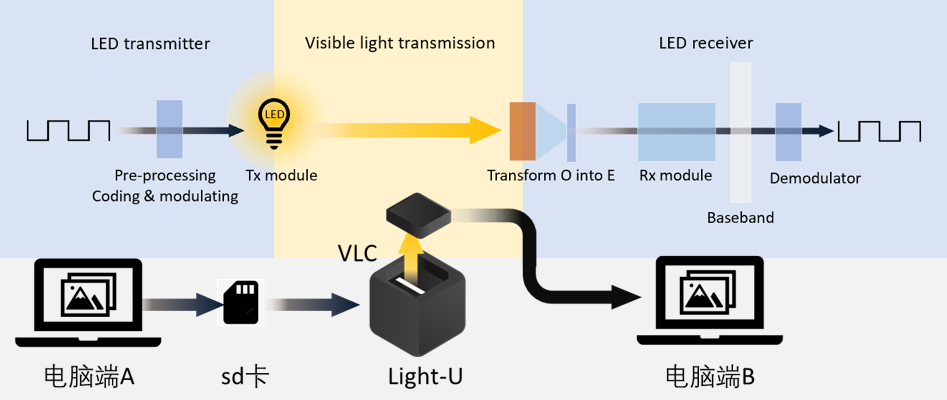 LED transmitter
Visible light transmission
LED receiver
LED
Pre-processing
Coding & modulating
Tx module
Transform O into E
Rx module
Demodulator
Baseband
VLC
电脑端A
sd卡
Light-U
电脑端B